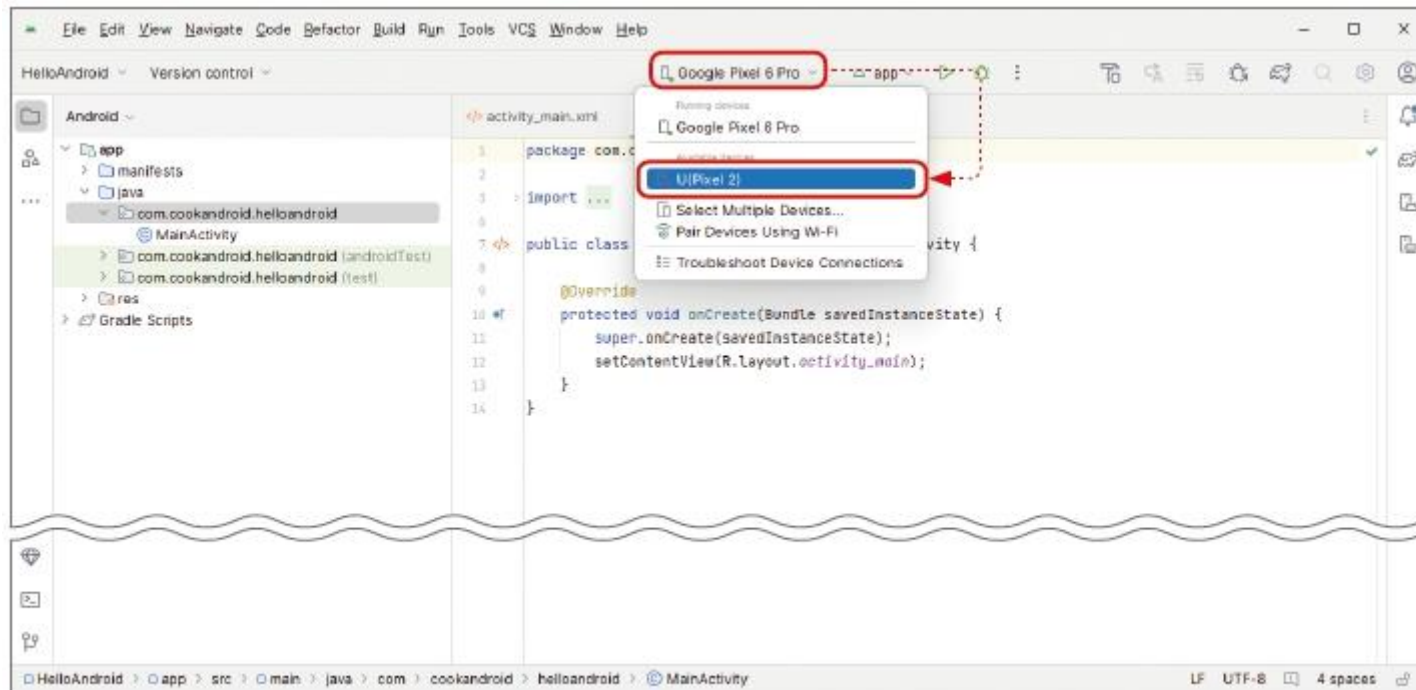 File Edit View Navigate Code Refactor Build Run Tools VCS Window Help
HelloAndroid Version control Google Pixel 6 Pro app
Android
app
manifests
java
com.cookandroid.helloandroid
MainActivity
com.cookandroid.helloandroid (androidTest)
com.cookandroid.helloandroid (test)
res
Gradle Scripts
activity_main.xml
Running devices
Google Pixel 6 Pro
Available devices
U(Pixel 2)
Select Multiple Devices...
Pair Devices Using Wi-Fi
Troubleshoot Device Connections
1 package com.c
2
3 import ...
6
7 public class vity {
8
9 @Override
10 protected void onCreate(Bundle savedInstanceState) {
11 super.onCreate(savedInstanceState);
12 setContentView(R.layout.activity_main);
13 }
14 }
HelloAndroid > app > src > main > java > com > cookandroid > helloandroid > MainActivity LF UTF-8 4 spaces